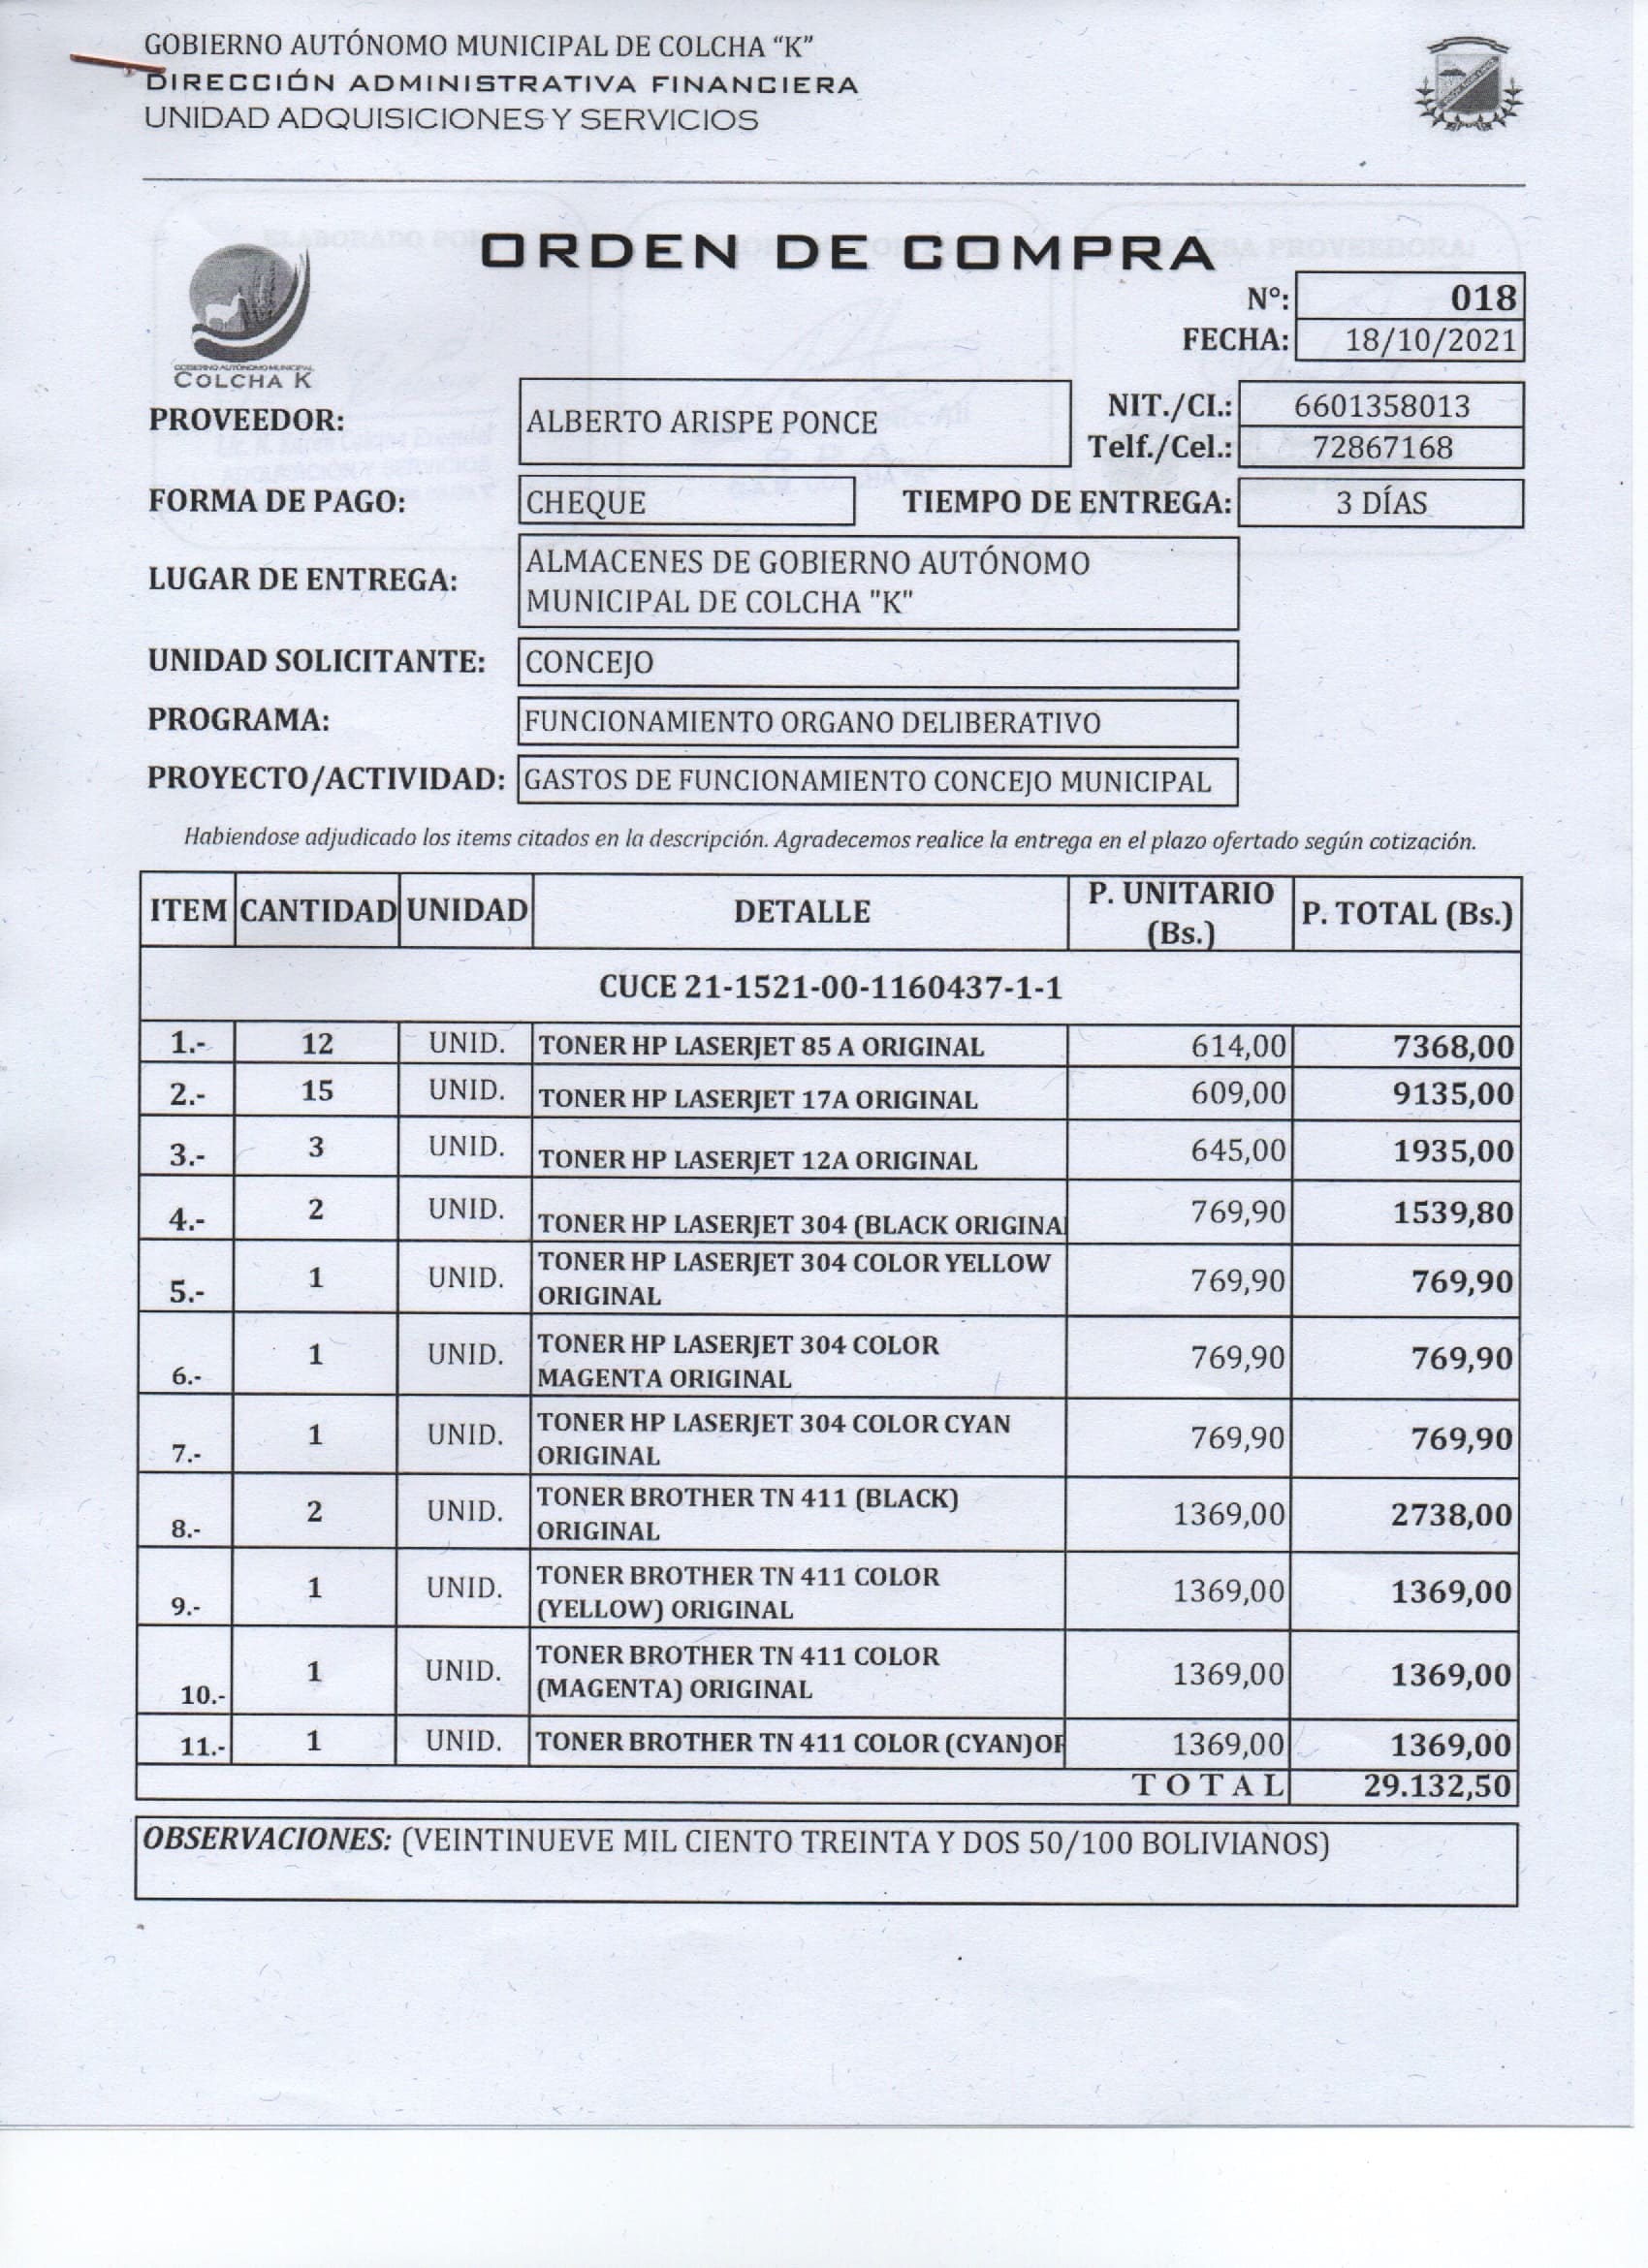 GOBIERNO AUTÓNOMO MUNICIPAL DE COLCHA “K”
DIRECCIÓN ADMINISTRATIVA FINANCIERA
UNIDAD ADQUISICIONES Y SERVICIOS
ORDEN DE COMPRA
GOBIERNO AUTÓNOMO MUNICIPAL
COLCHA K
N°: 018
FECHA: 18/10/2021
PROVEEDOR: ALBERTO ARISPE PONCE
NIT./CI.: 6601358013
Telf./Cel.: 72867168
FORMA DE PAGO: CHEQUE TIEMPO DE ENTREGA: 3 DÍAS
LUGAR DE ENTREGA: ALMACENES DE GOBIERNO AUTÓNOMO
MUNICIPAL DE COLCHA "K"
UNIDAD SOLICITANTE: CONCEJO
PROGRAMA: FUNCIONAMIENTO ORGANO DELIBERATIVO
PROYECTO/ACTIVIDAD: GASTOS DE FUNCIONAMIENTO CONCEJO MUNICIPAL
Habiendose adjudicado los items citados en la descripción. Agradecemos realice la entrega en el plazo ofertado según cotización.
ITEM CANTIDAD UNIDAD DETALLE P. UNITARIO (Bs.) P. TOTAL (Bs.)
CUCE 21-1521-00-1160437-1-1
1.- 12 UNID. TONER HP LASERJET 85 A ORIGINAL 614,00 7368,00
2.- 15 UNID. TONER HP LASERJET 17A ORIGINAL 609,00 9135,00
3.- 3 UNID. TONER HP LASERJET 12A ORIGINAL 645,00 1935,00
4.- 2 UNID. TONER HP LASERJET 304 (BLACK ORIGINA 769,90 1539,80
5.- 1 UNID. TONER HP LASERJET 304 COLOR YELLOW
ORIGINAL 769,90 769,90
6.- 1 UNID. TONER HP LASERJET 304 COLOR
MAGENTA ORIGINAL 769,90 769,90
7.- 1 UNID. TONER HP LASERJET 304 COLOR CYAN
ORIGINAL 769,90 769,90
8.- 2 UNID. TONER BROTHER TN 411 (BLACK)
ORIGINAL 1369,00 2738,00
9.- 1 UNID. TONER BROTHER TN 411 COLOR
(YELLOW) ORIGINAL 1369,00 1369,00
10.- 1 UNID. TONER BROTHER TN 411 COLOR
(MAGENTA) ORIGINAL 1369,00 1369,00
11.- 1 UNID. TONER BROTHER TN 411 COLOR (CYAN)OR 1369,00 1369,00
T O T A L 29.132,50
OBSERVACIONES: (VEINTINUEVE MIL CIENTO TREINTA Y DOS 50/100 BOLIVIANOS)